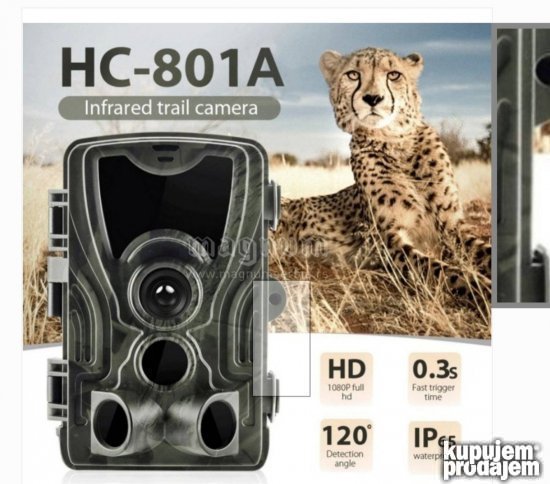 HC-801A
Infrared trail camera
magnum
HD
1080P full
hd
0.3s
Fast trigger
time
120°
Detection
angle
IP65
kupujem
prodajem